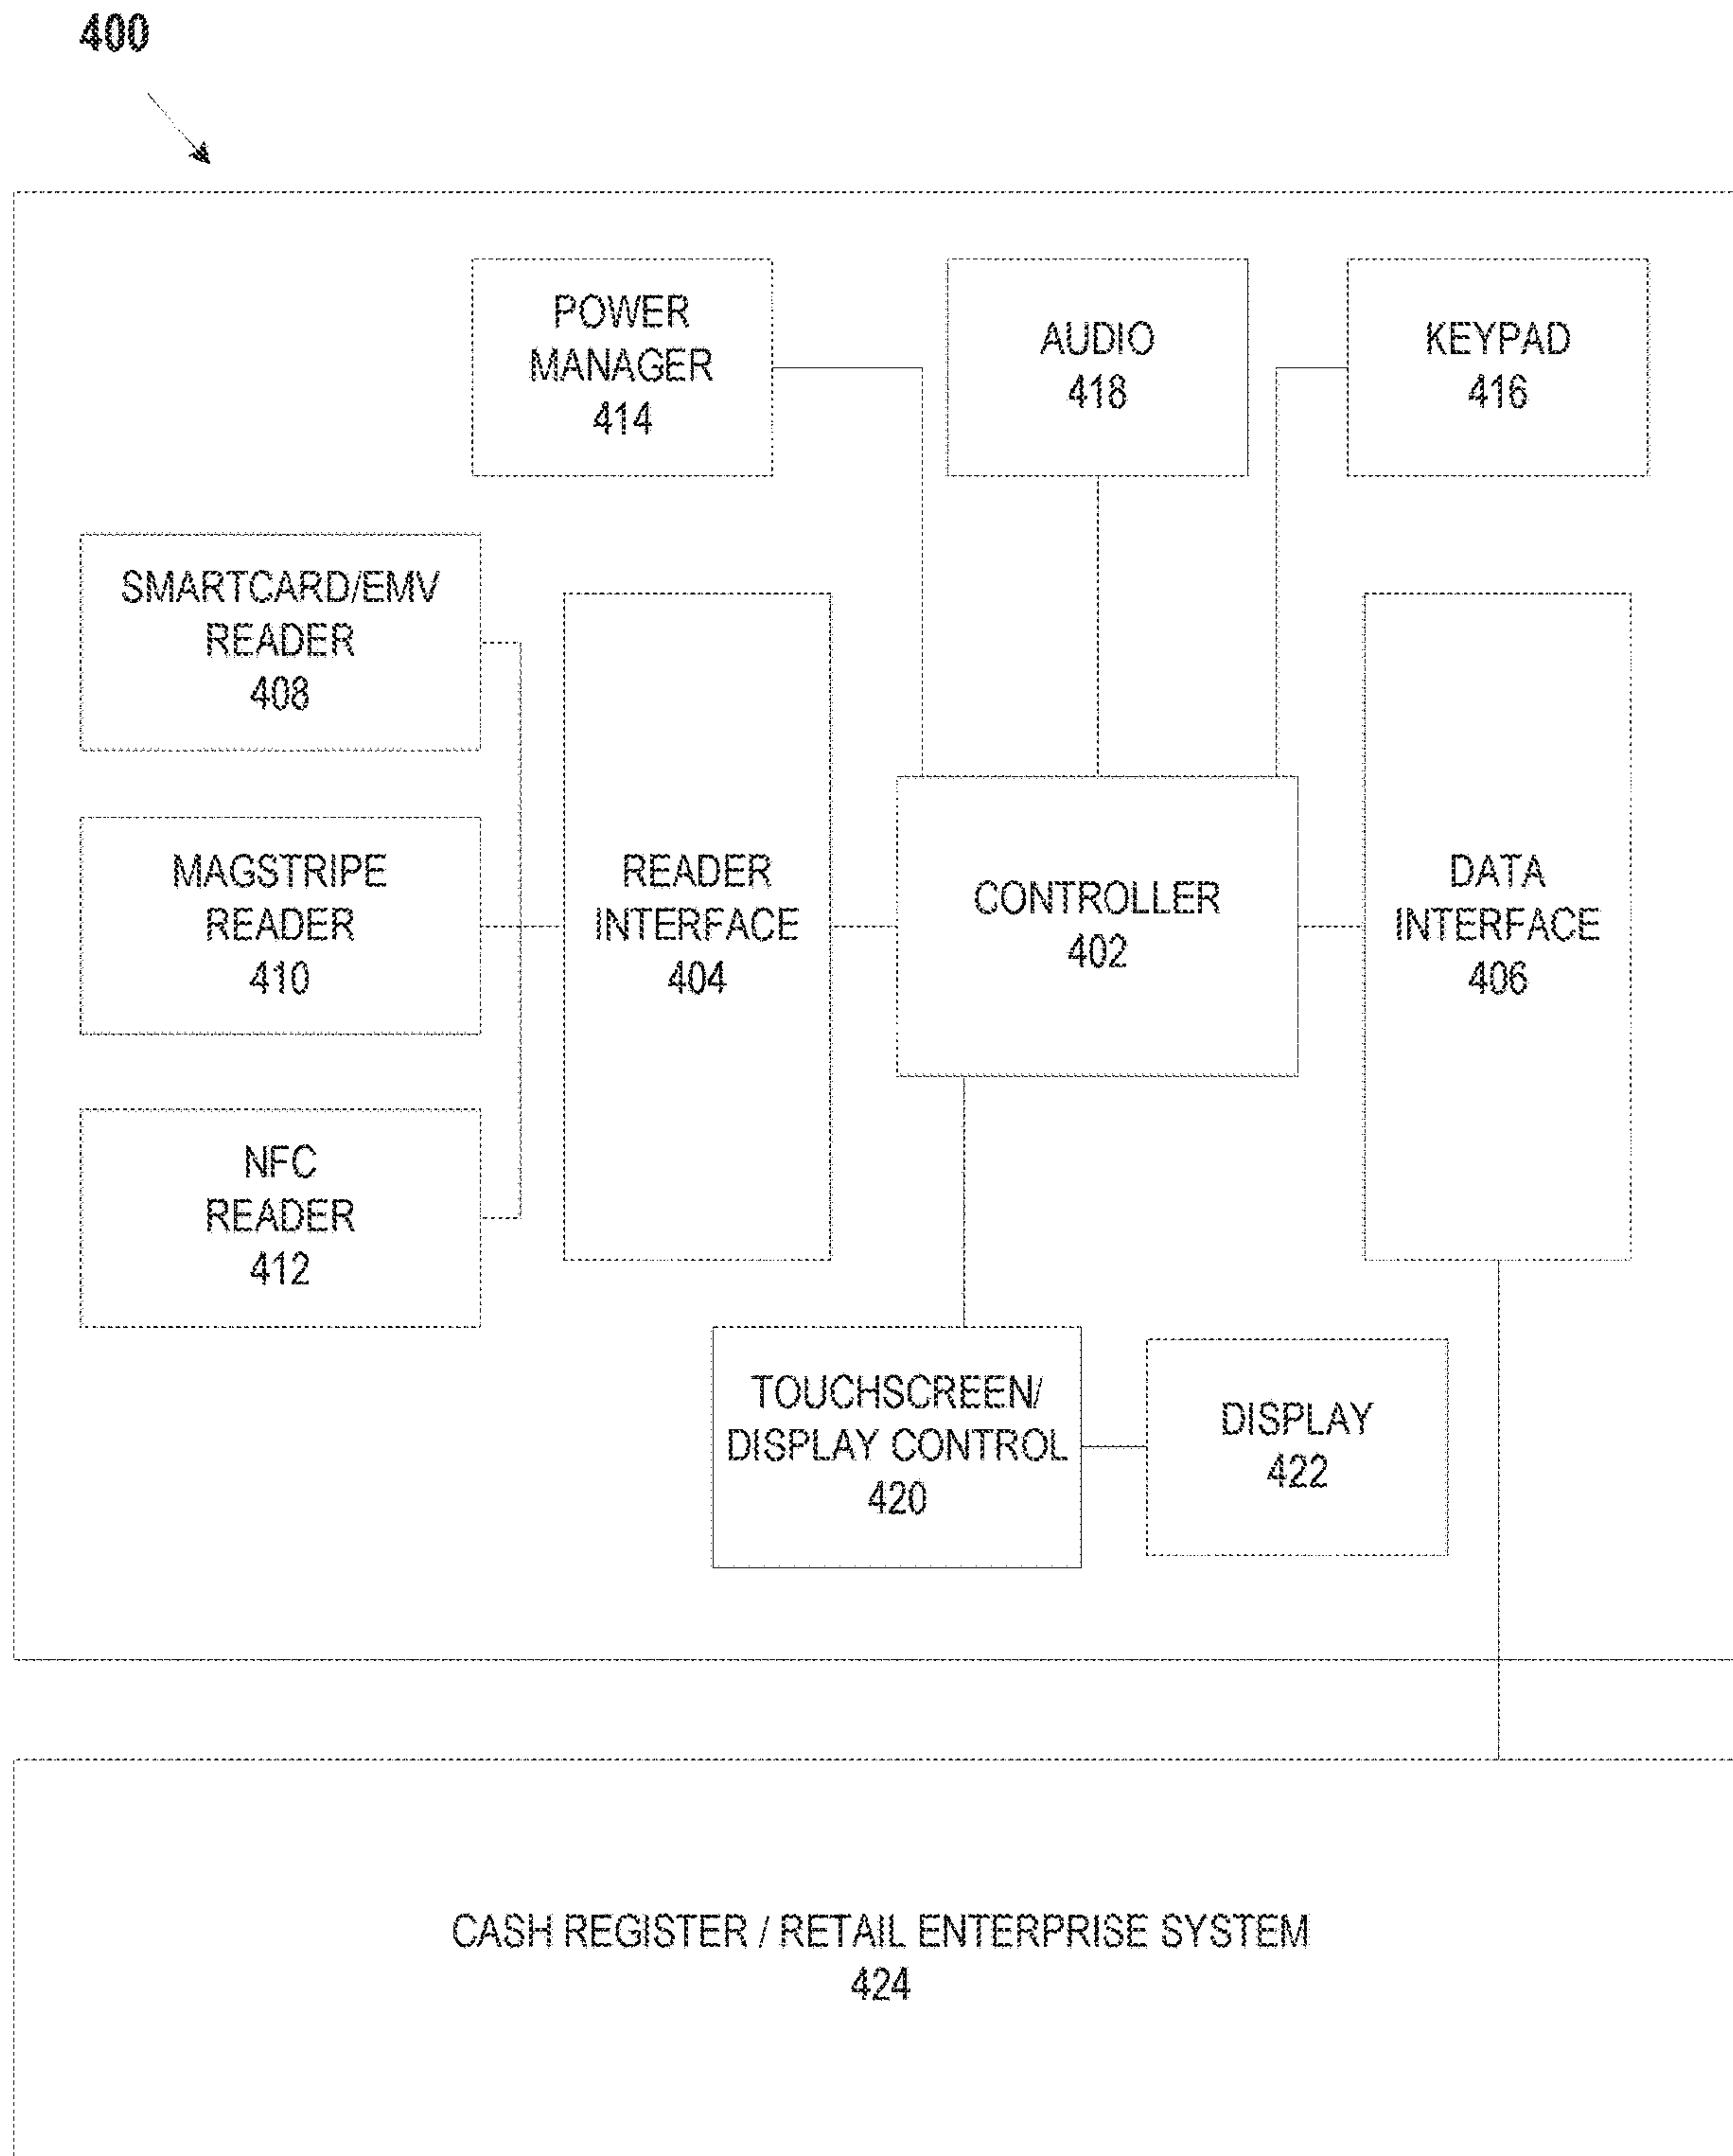 400
POWER
MANAGER
414
AUDIO
418
KEYPAD
416
SMARTCARD/EMV
READER
408
MAGSTRIPE
READER
410
NFC
READER
412
READER
INTERFACE
404
CONTROLLER
402
DATA
INTERFACE
406
TOUCHSCREEN/
DISPLAY CONTROL
420
DISPLAY
422
CASH REGISTER / RETAIL ENTERPRISE SYSTEM
424